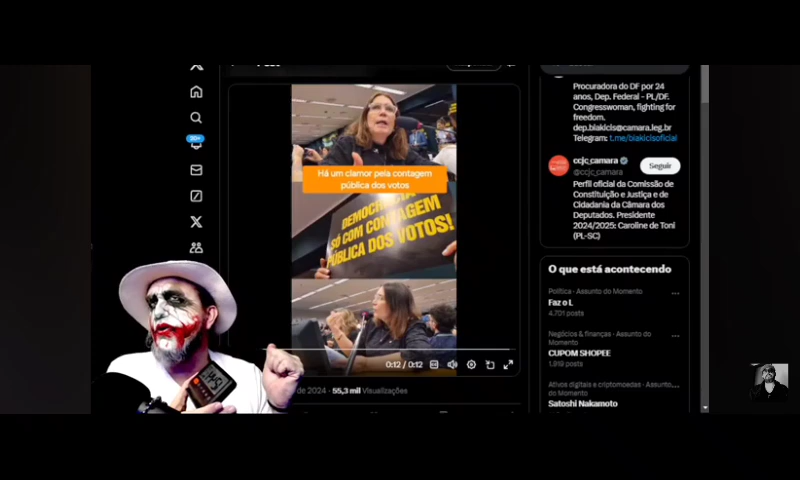 Há um clamor pela contagem
pública dos votos
DEMOCRACIA
SÓ COM CONTAGEM
PÚBLICA DOS VOTOS!
0:12 / 0:12
de 2024 · 55,3 mil Visualizações
20+
Procuradora do DF por 24
anos, Dep. Federal - PL/DF.
Congresswoman, fighting for
freedom.
dep.biakicis@camara.leg.br
Telegram: t.me/biakicisoficial
ccjc_camara
@ccjc_camara
Seguir
Perfil oficial da Comissão de
Constituição e Justiça e de
Cidadania da Câmara dos
Deputados. Presidente
2024/2025: Caroline de Toni
(PL-SC)
O que está acontecendo
Política · Assunto do Momento
Faz o L
4.701 posts
Negócios & finanças · Assunto do
Momento
CUPOM SHOPEE
1.819 posts
Ativos digitais e criptomoedas · Assunto
do Momento
Satoshi Nakamoto